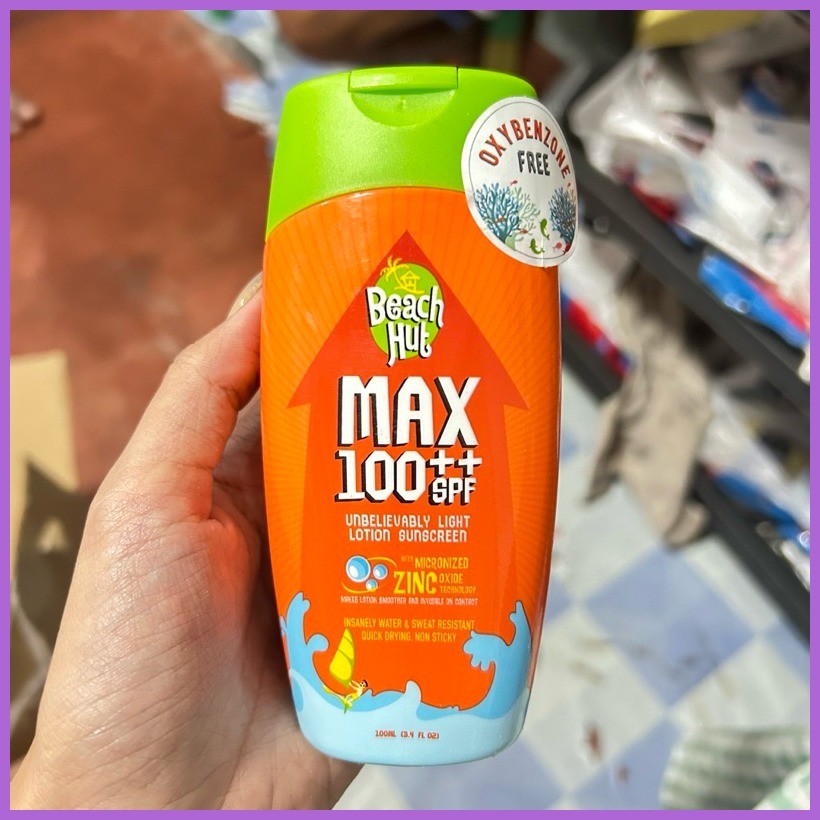 OXYBENZONE
FREE
Beach
Hut
MAX
100++
SPF
UNBELIEVABLY LIGHT
LOTION SUNSCREEN
WITH MICRONIZED
ZINC OXIDE
TECHNOLOGY
MAKES LOTION SMOOTHER AND INVISIBLE ON CONTACT
INSANELY WATER & SWEAT RESISTANT
QUICK DRYING, NON STICKY
100ML (3.4 FL OZ)